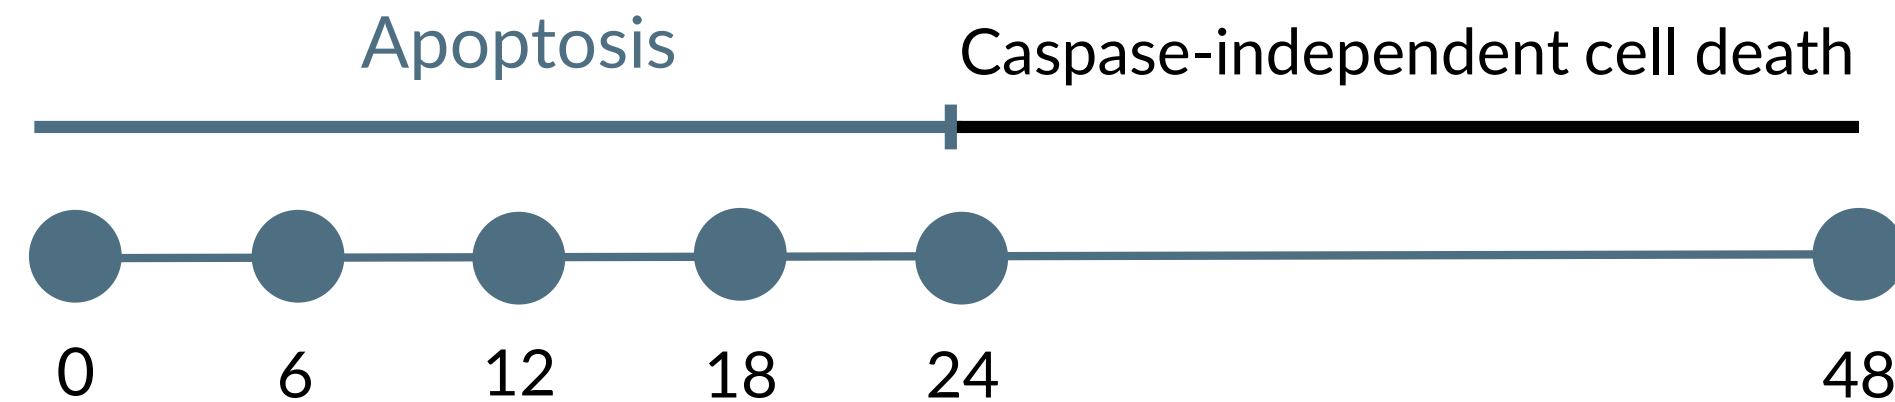 Apoptosis Caspase-independent cell death
0 6 12 18 24 48